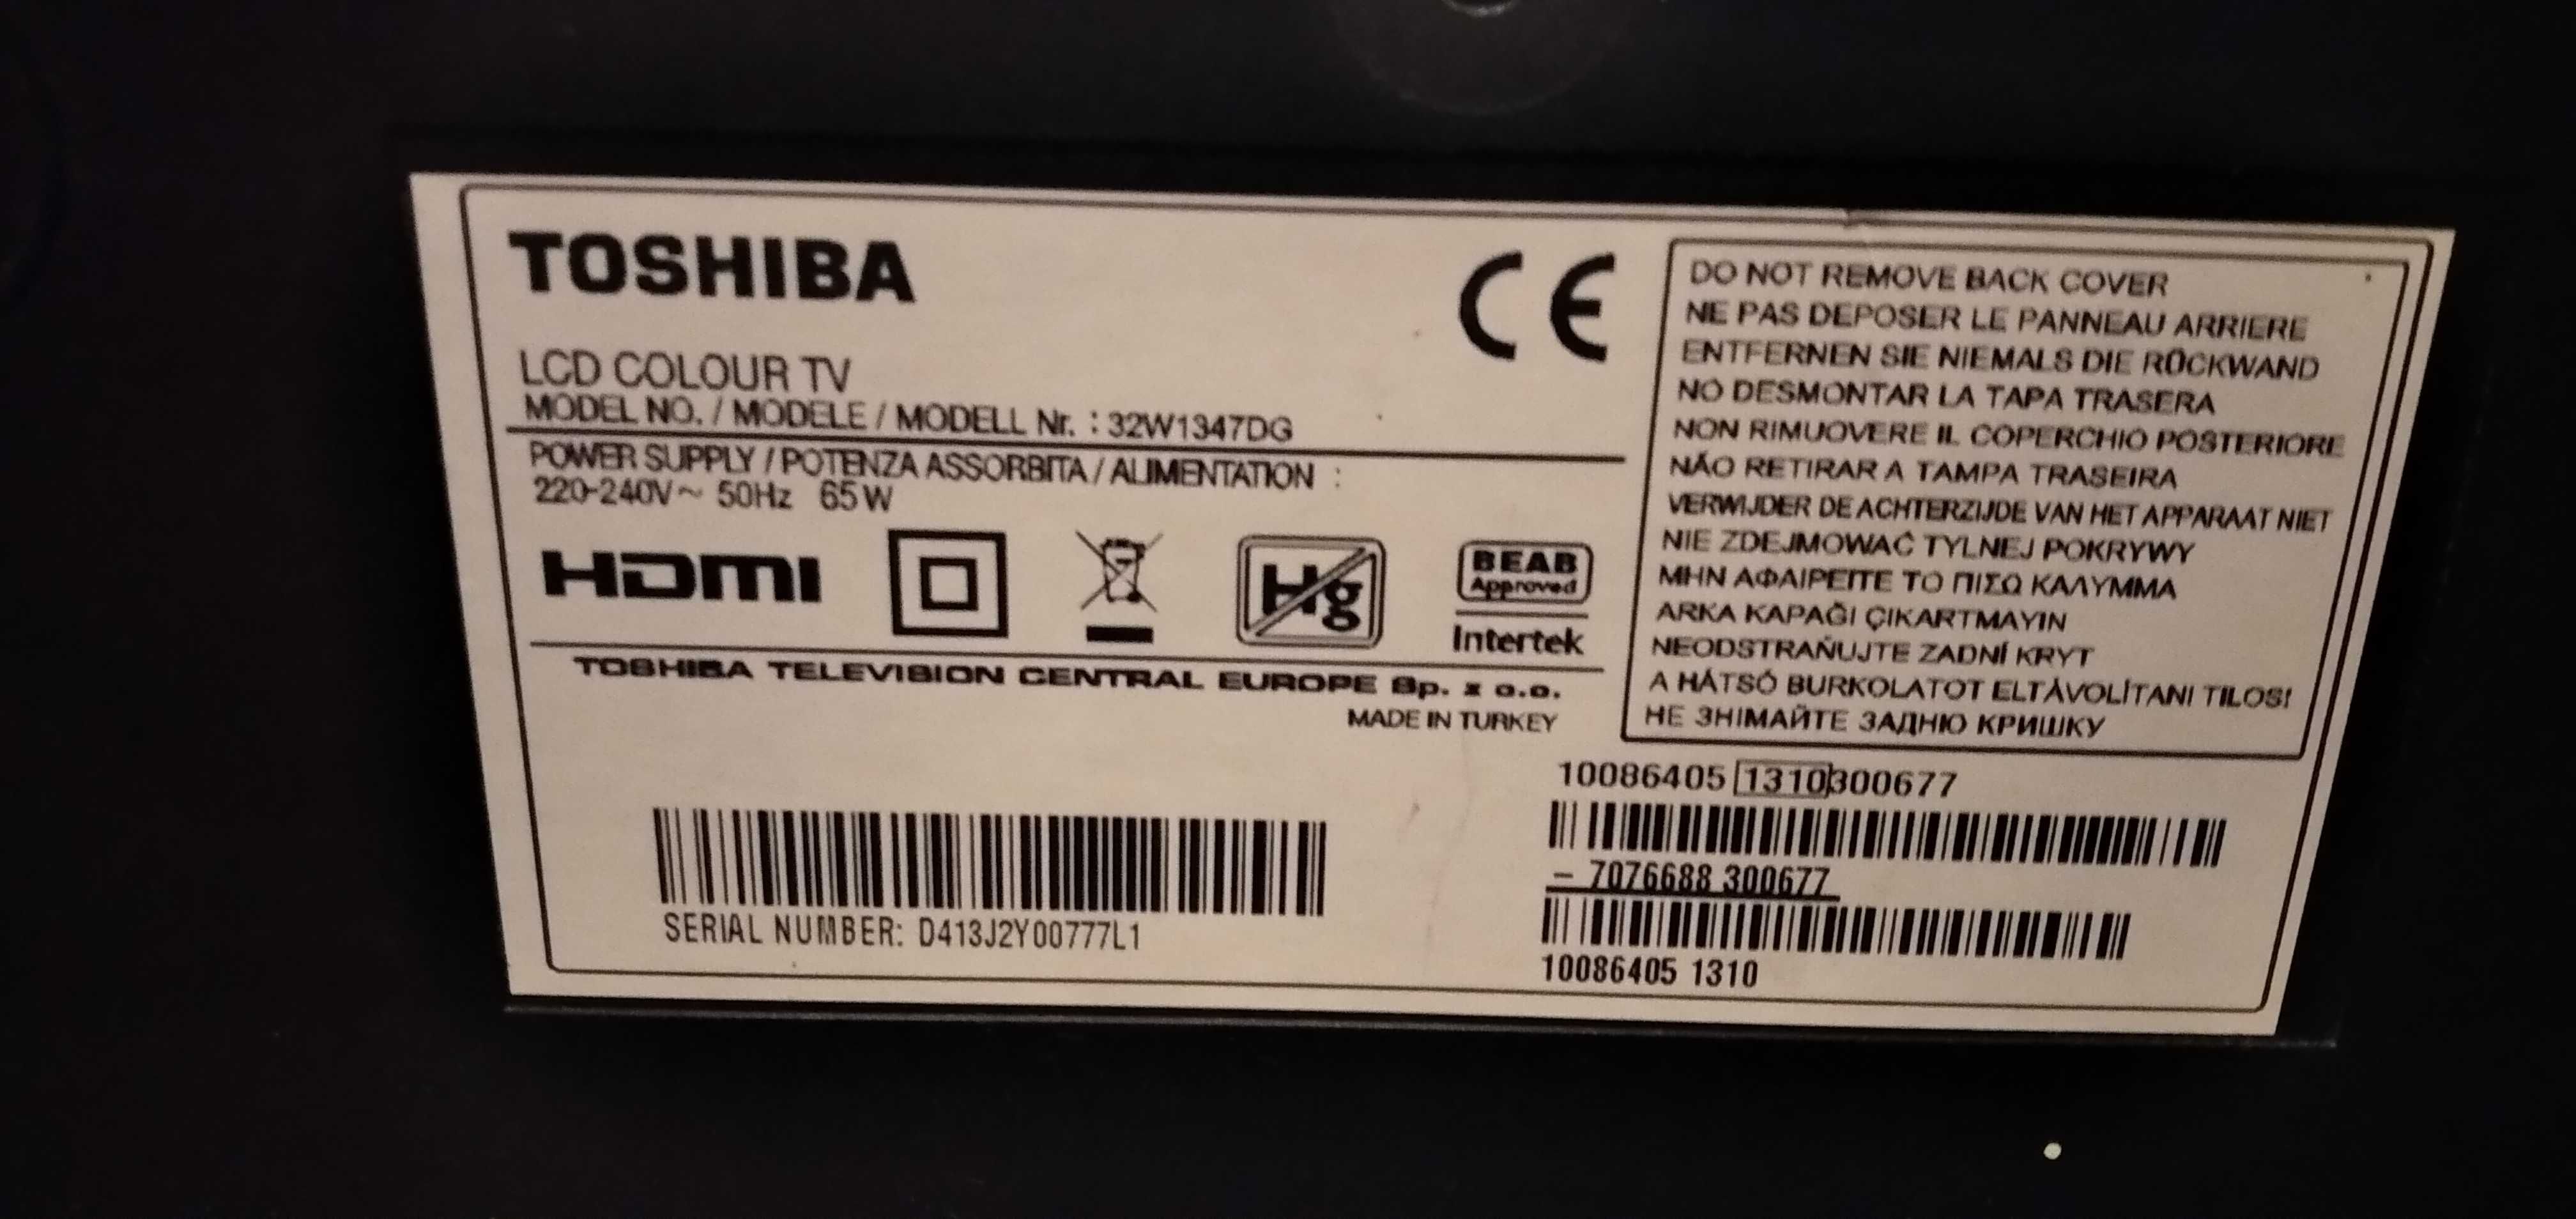 TOSHIBA
LCD COLOUR TV
MODEL NO. / MODELE / MODELL Nr. : 32W1347DG
POWER SUPPLY / POTENZA ASSORBITA / ALIMENTATION :
220-240V~ 50Hz 65W
CE
HDMI
Hg
BEAB
Approved
Intertek
TOSHIBA TELEVISION CENTRAL EUROPE Sp. z o.o.
MADE IN TURKEY
SERIAL NUMBER: D413J2Y00777L1
DO NOT REMOVE BACK COVER
NE PAS DEPOSER LE PANNEAU ARRIERE
ENTFERNEN SIE NIEMALS DIE RÜCKWAND
NO DESMONTAR LA TAPA TRASERA
NON RIMUOVERE IL COPERCHIO POSTERIORE
NÃO RETIRAR A TAMPA TRASEIRA
VERWIJDER DE ACHTERZIJDE VAN HET APPARAAT NIET
NIE ZDEJMOWAĆ TYLNEJ POKRYWY
ΜΗΝ ΑΦΑΙΡΕΙΤΕ ΤΟ ΠΙΣΩ ΚΑΛΥΜΜΑ
ARKA KAPAĞI ÇIKARTMAYIN
NEODSTRAŇUJTE ZADNÍ KRYT
A HÁTSÓ BURKOLATOT ELTÁVOLÍTANI TILOS!
НЕ ЗНІМАЙТЕ ЗАДНЮ КРИШКУ
10086405 1310300677
– 7076688 300677
10086405 1310